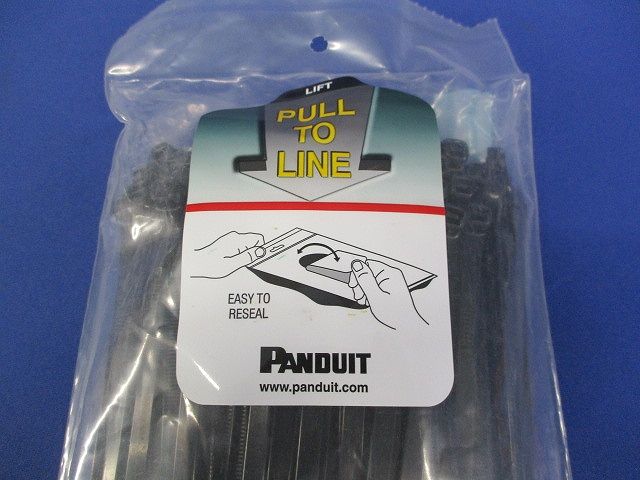 LIFT
PULL
TO
LINE
EASY TO
RESEAL
PANDUIT
www.panduit.com